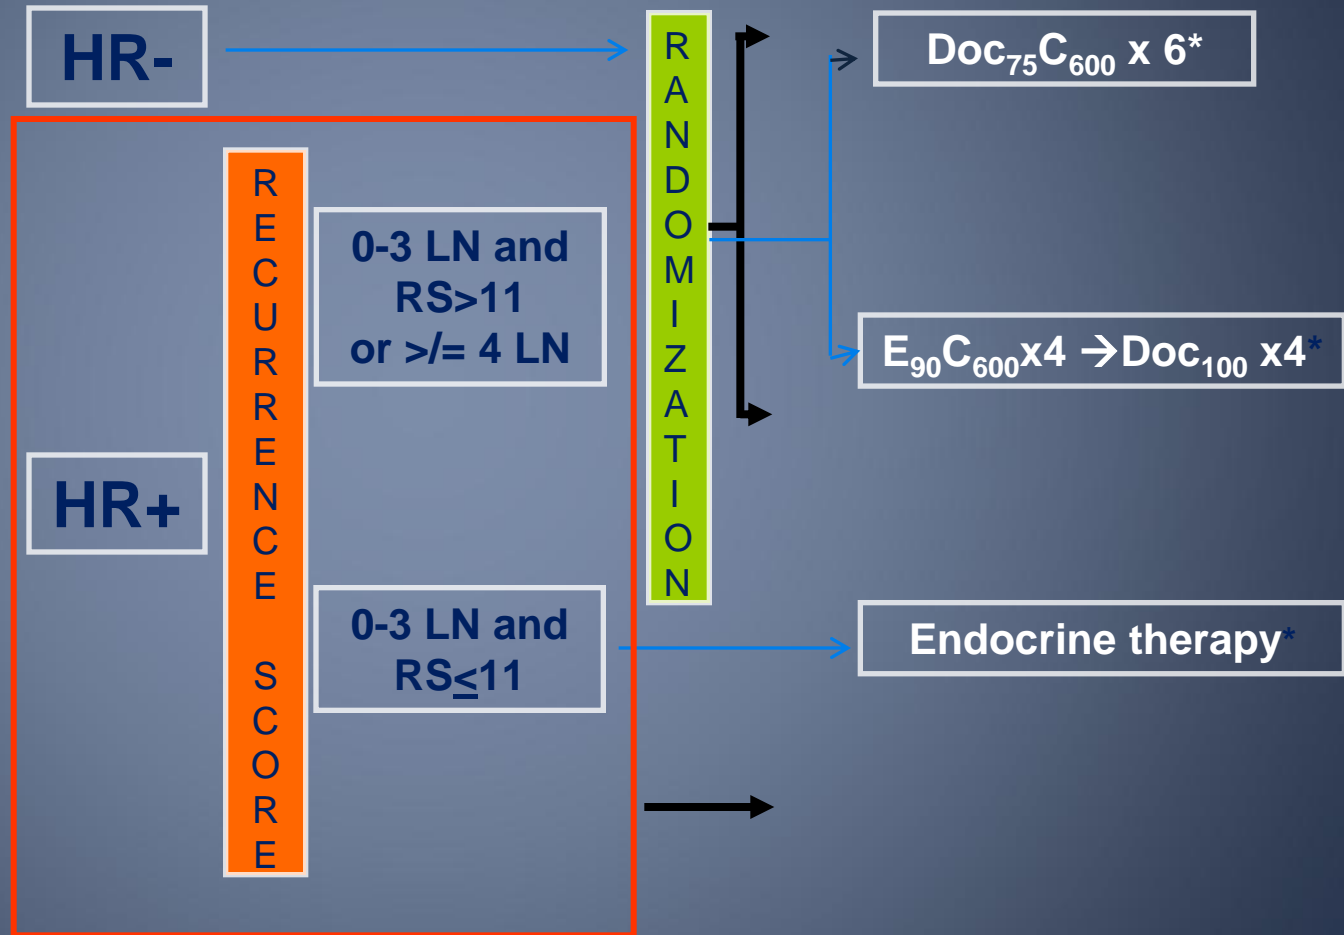 HR-
RANDOMIZATION
Doc75C600 x 6*
RECURRENCE SCORE
0-3 LN and
RS>11
or >/= 4 LN
E90C600x4 →Doc100 x4*
HR+
0-3 LN and
RS≤11
Endocrine therapy*